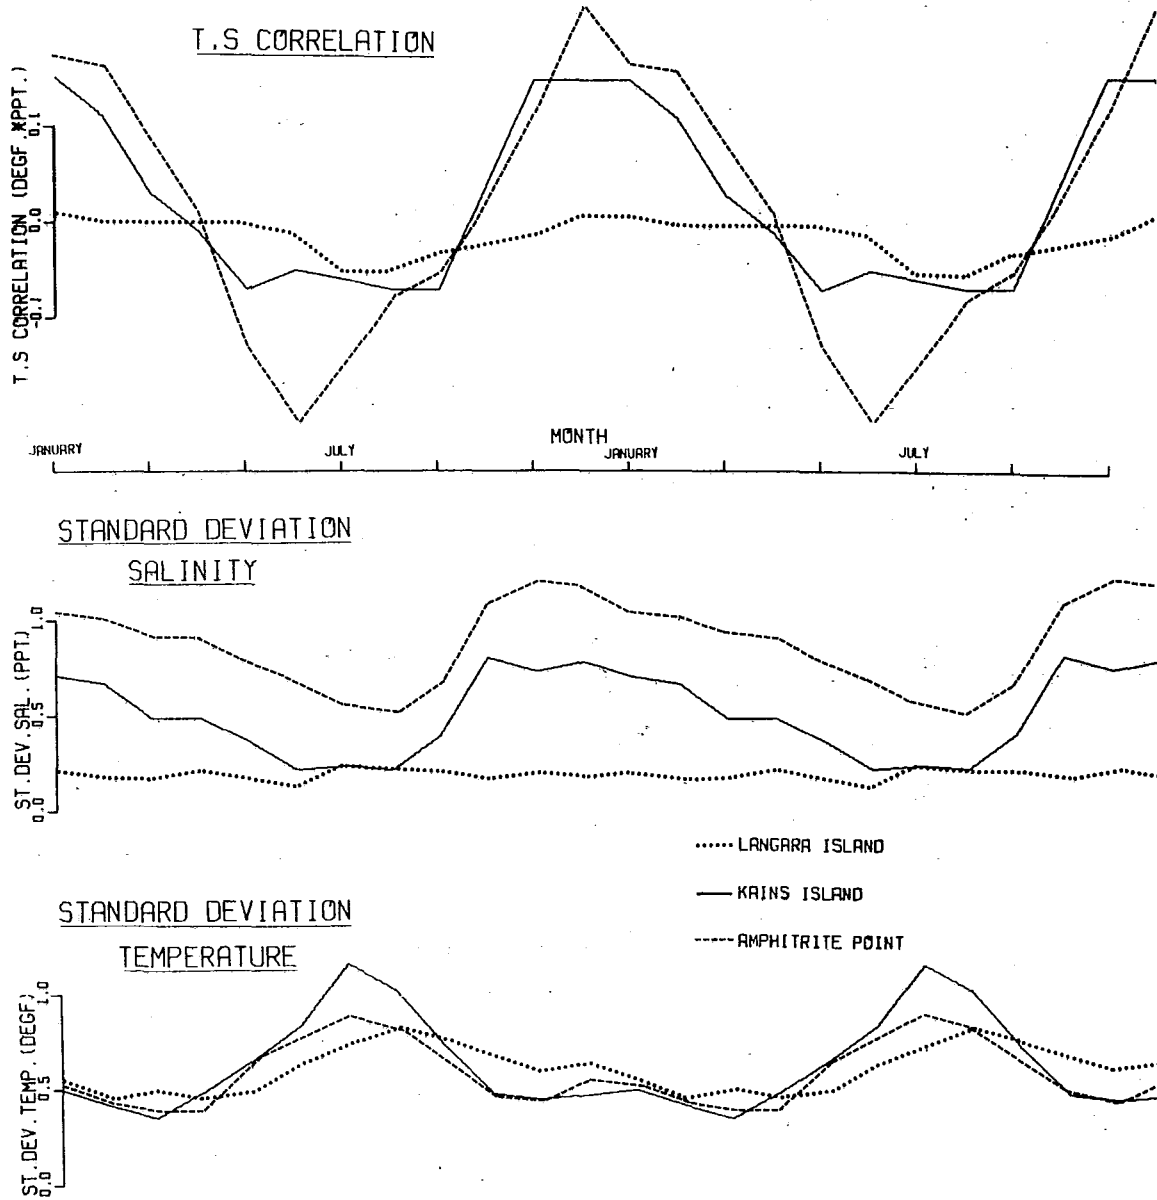 T.S CORRELATION
T.S CORRELATION (DEGF.*PPT.)
0.1
0.0
-0.1
MONTH
JANUARY
JULY
JANUARY
JULY
STANDARD DEVIATION
SALINITY
ST.DEV.SAL.(PPT)
1.0
0.5
0.0
LANGARA ISLAND
KAINS ISLAND
AMPHITRITE POINT
STANDARD DEVIATION
TEMPERATURE
ST.DEV.TEMP.(DEGF)
1.0
0.5
0.0